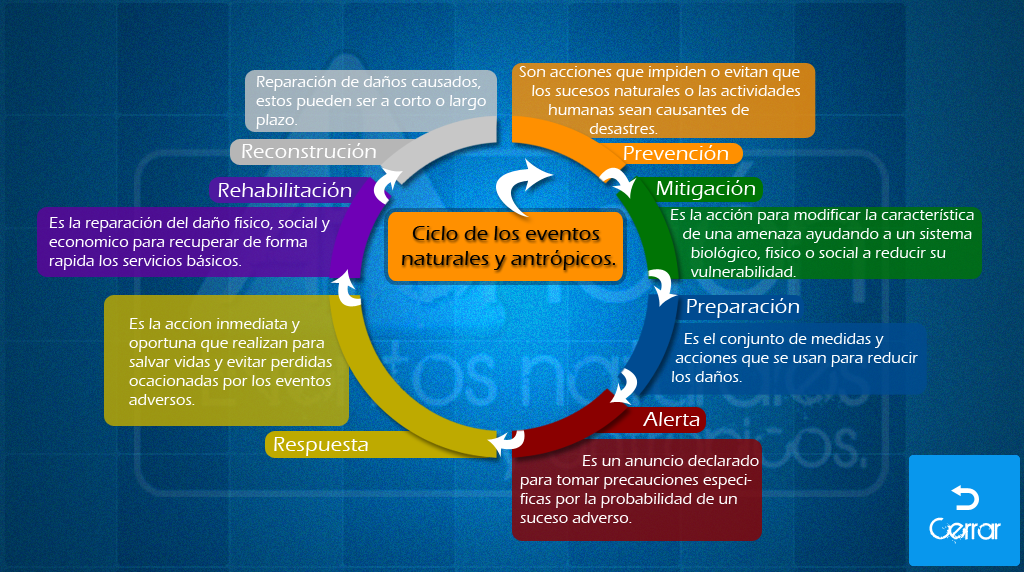 Son acciones que impiden o evitan que
los sucesos naturales o las actividades
humanas sean causantes de
desastres.
Prevención
Mitigación
Es la acción para modificar la característica
de una amenaza ayudando a un sistema
biológico, fisico o social a reducir su
vulnerabilidad.
Preparación
Es el conjunto de medidas y
acciones que se usan para reducir
los daños.
Alerta
Es un anuncio declarado
para tomar precauciones especi-
ficas por la probabilidad de un
suceso adverso.
Respuesta
Es la accion inmediata y
oportuna que realizan para
salvar vidas y evitar perdidas
ocacionadas por los eventos
adversos.
Rehabilitación
Es la reparación del daño fisico, social y
economico para recuperar de forma
rapida los servicios básicos.
Reconstrución
Reparación de daños causados,
estos pueden ser a corto o largo
plazo.
Ciclo de los eventos
naturales y antrópicos.
Cerrar